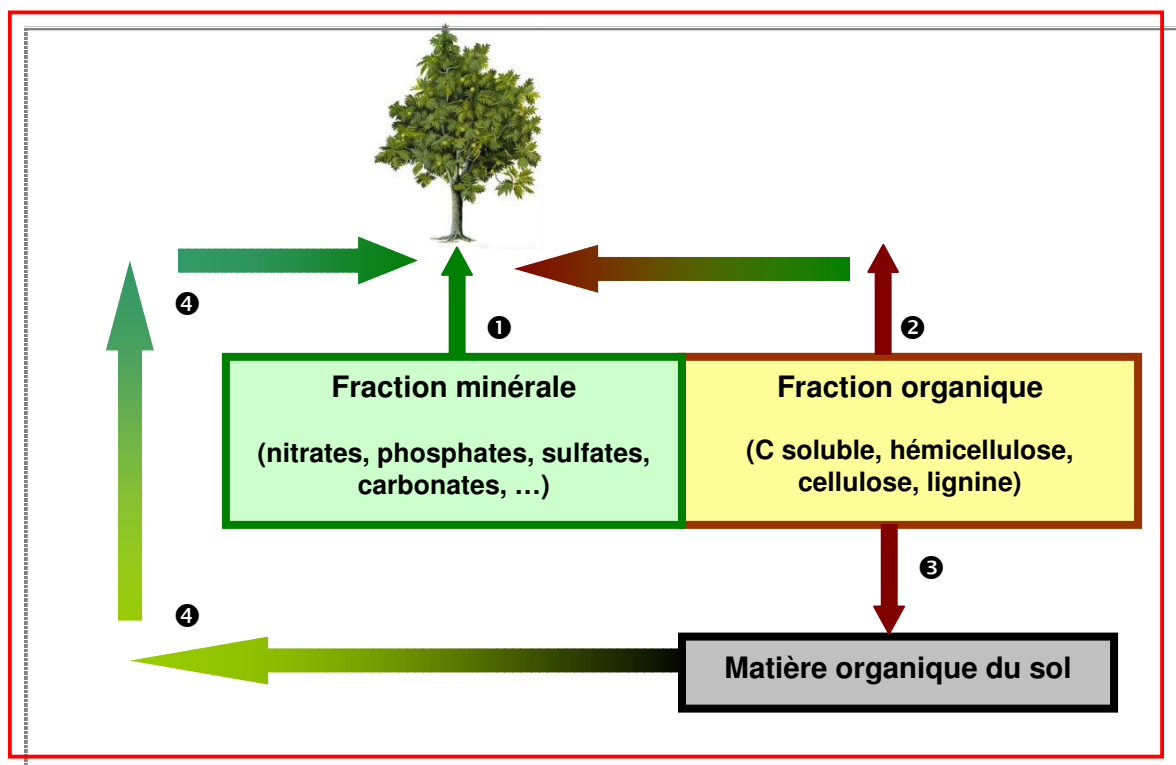 ❹
❶
❷
Fraction minérale
(nitrates, phosphates, sulfates,
carbonates, …)
Fraction organique
(C soluble, hémicellulose,
cellulose, lignine)
❸
❹
Matière organique du sol